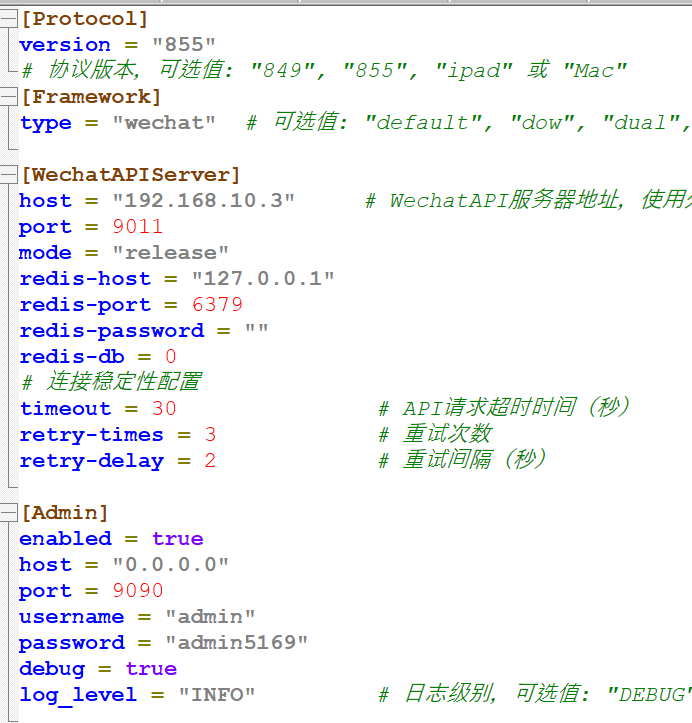 [Protocol]
version = "855"
# 协议版本, 可选值: "849", "855", "ipad" 或 "Mac"
[Framework]
type = "wechat"  # 可选值: "default", "dow", "dual",
[WechatAPIServer]
host = "192.168.10.3"     # WechatAPI服务器地址, 使用
port = 9011
mode = "release"
redis-host = "127.0.0.1"
redis-port = 6379
redis-password = ""
redis-db = 0
# 连接稳定性配置
timeout = 30               # API请求超时时间（秒）
retry-times = 3            # 重试次数
retry-delay = 2            # 重试间隔（秒）
[Admin]
enabled = true
host = "0.0.0.0"
port = 9090
username = "admin"
password = "admin5169"
debug = true
log_level = "INFO"         # 日志级别, 可选值: "DEBUG"